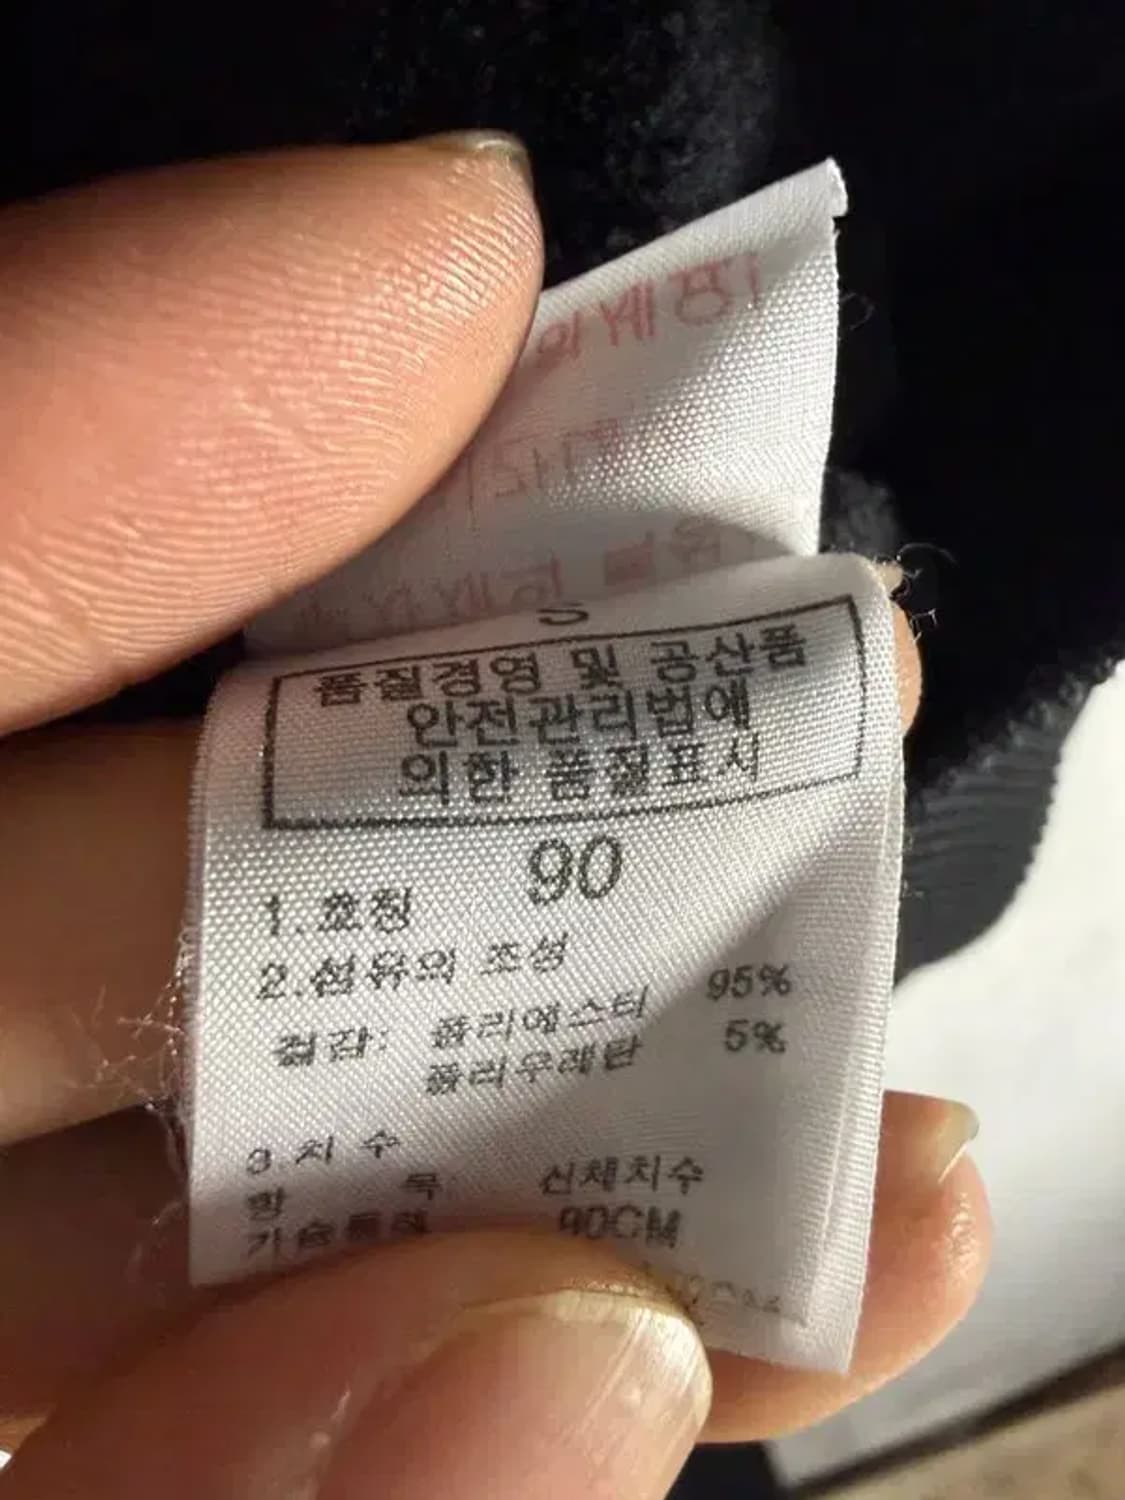 S
품질경영 및 공산품
안전관리법에
의한 품질표시
1.호칭 90
2.섬유의 조성
겉감: 폴리에스터 95%
폴리우레탄 5%
3.치 수
항 목 신체치수
가슴둘레 90CM